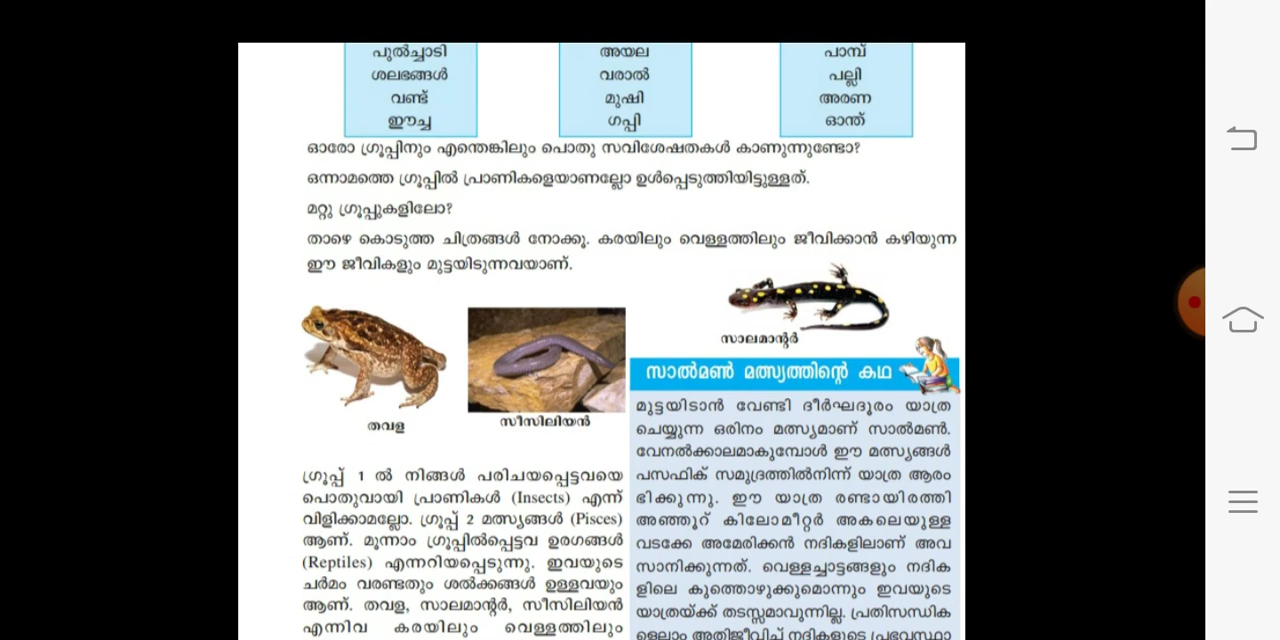 പുൽച്ചാടി
ശലഭങ്ങൾ
വണ്ട്
ഈച്ച
അയല
വരാൽ
മുഷി
ഗപ്പി
പാമ്പ്
പല്ലി
അരണ
ഓന്ത്
ഓരോ ഗ്രൂപ്പിനും എന്തെങ്കിലും പൊതു സവിശേഷതകൾ കാണുന്നുണ്ടോ?
ഒന്നാമത്തെ ഗ്രൂപ്പിൽ പ്രാണികളെയാണല്ലോ ഉൾപ്പെടുത്തിയിട്ടുള്ളത്.
മറ്റു ഗ്രൂപ്പുകളിലോ?
താഴെ കൊടുത്ത ചിത്രങ്ങൾ നോക്കൂ. കരയിലും വെള്ളത്തിലും ജീവിക്കാൻ കഴിയുന്ന
ഈ ജീവികളും മുട്ടയിടുന്നവയാണ്.
തവള
സീസിലിയൻ
സാലമാന്റർ
ഗ്രൂപ്പ് 1 ൽ നിങ്ങൾ പരിചയപ്പെട്ടവയെ
പൊതുവായി പ്രാണികൾ (Insects) എന്ന്
വിളിക്കാമല്ലോ. ഗ്രൂപ്പ് 2 മത്സ്യങ്ങൾ (Pisces)
ആണ്. മൂന്നാം ഗ്രൂപ്പിൽപ്പെട്ടവ ഉരഗങ്ങൾ
(Reptiles) എന്നറിയപ്പെടുന്നു. ഇവയുടെ
ചർമം വരണ്ടതും ശൽക്കങ്ങൾ ഉള്ളവയും
ആണ്. തവള, സാലമാന്റർ, സീസിലിയൻ
എന്നിവ കരയിലും വെള്ളത്തിലും
സാൽമൺ മത്സ്യത്തിന്റെ കഥ
മുട്ടയിടാൻ വേണ്ടി ദീർഘദൂരം യാത്ര
ചെയ്യുന്ന ഒരിനം മത്സ്യമാണ് സാൽമൺ.
വേനൽക്കാലമാകുമ്പോൾ ഈ മത്സ്യങ്ങൾ
പസഫിക് സമുദ്രത്തിൽനിന്ന് യാത്ര ആരം
ഭിക്കുന്നു. ഈ യാത്ര രണ്ടായിരത്തി
അഞ്ഞൂറ് കിലോമീറ്റർ അകലെയുള്ള
വടക്കേ അമേരിക്കൻ നദികളിലാണ് അവ
സാനിക്കുന്നത്. വെള്ളച്ചാട്ടങ്ങളും നദിക
ളിലെ കുത്തൊഴുക്കുമൊന്നും ഇവയുടെ
യാത്രയ്ക്ക് തടസ്സമാവുന്നില്ല. പ്രതിസന്ധിക
ളെല്ലാം അതിജീവിച്ച് നദികളുടെ പ്രഭവസ്ഥാ